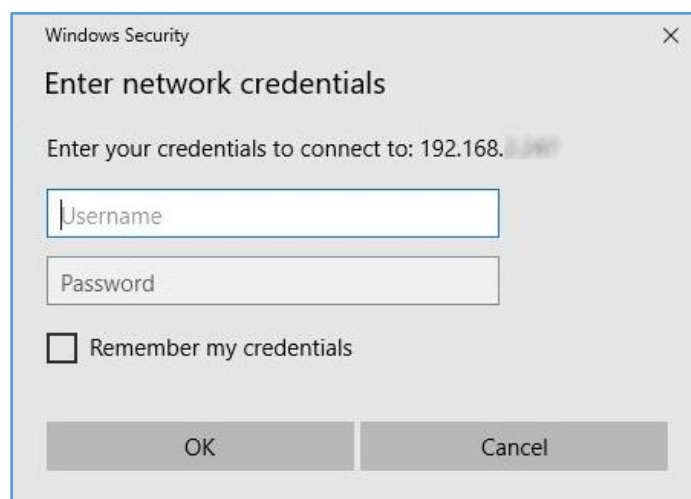 Windows Security
Enter network credentials
Enter your credentials to connect to: 192.168.
Username
Password
Remember my credentials
OK
Cancel